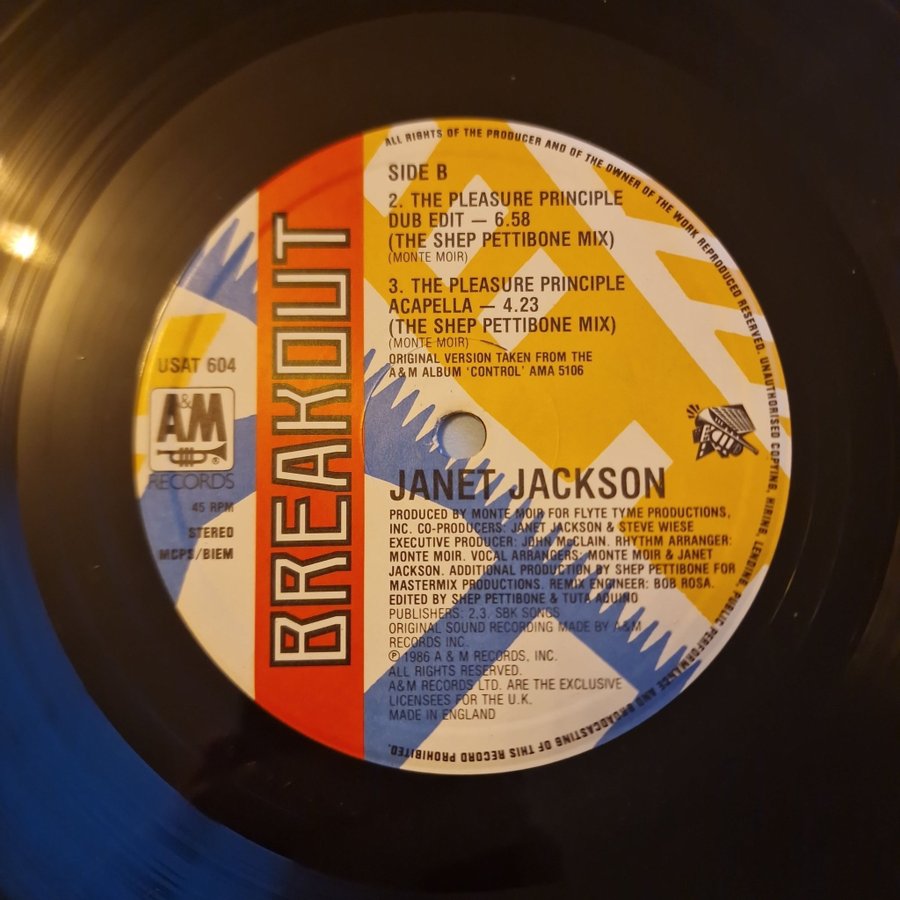 ALL RIGHTS OF THE PRODUCER AND OF THE OWNER OF THE WORK REPRODUCED RESERVED. UNAUTHORISED COPYING, HIRING, LENDING, PUBLIC PERFORMANCE AND BROADCASTING OF THIS RECORD PROHIBITED.
BREAKOUT
USAT 604
A&M
®
RECORDS
45 RPM
STEREO
MCPS/BIEM
SIDE B
2. THE PLEASURE PRINCIPLE
DUB EDIT — 6.58
(THE SHEP PETTIBONE MIX)
(MONTE MOIR)
3. THE PLEASURE PRINCIPLE
ACAPELLA — 4.23
(THE SHEP PETTIBONE MIX)
(MONTE MOIR)
ORIGINAL VERSION TAKEN FROM THE
A&M ALBUM 'CONTROL' AMA 5106
JANET JACKSON
PRODUCED BY MONTE MOIR FOR FLYTE TYME PRODUCTIONS,
INC. CO-PRODUCERS: JANET JACKSON & STEVE WIESE
EXECUTIVE PRODUCER: JOHN McCLAIN. RHYTHM ARRANGER:
MONTE MOIR. VOCAL ARRANGERS: MONTE MOIR & JANET
JACKSON. ADDITIONAL PRODUCTION BY SHEP PETTIBONE FOR
MASTERMIX PRODUCTIONS. REMIX ENGINEER: BOB ROSA.
EDITED BY SHEP PETTIBONE & TUTA AQUINO
PUBLISHERS: 2.3. SBK SONGS
ORIGINAL SOUND RECORDING MADE BY A&M
RECORDS INC.
℗ 1986 A & M RECORDS, INC.
ALL RIGHTS RESERVED.
A&M RECORDS LTD. ARE THE EXCLUSIVE
LICENSEES FOR THE U.K.
MADE IN ENGLAND